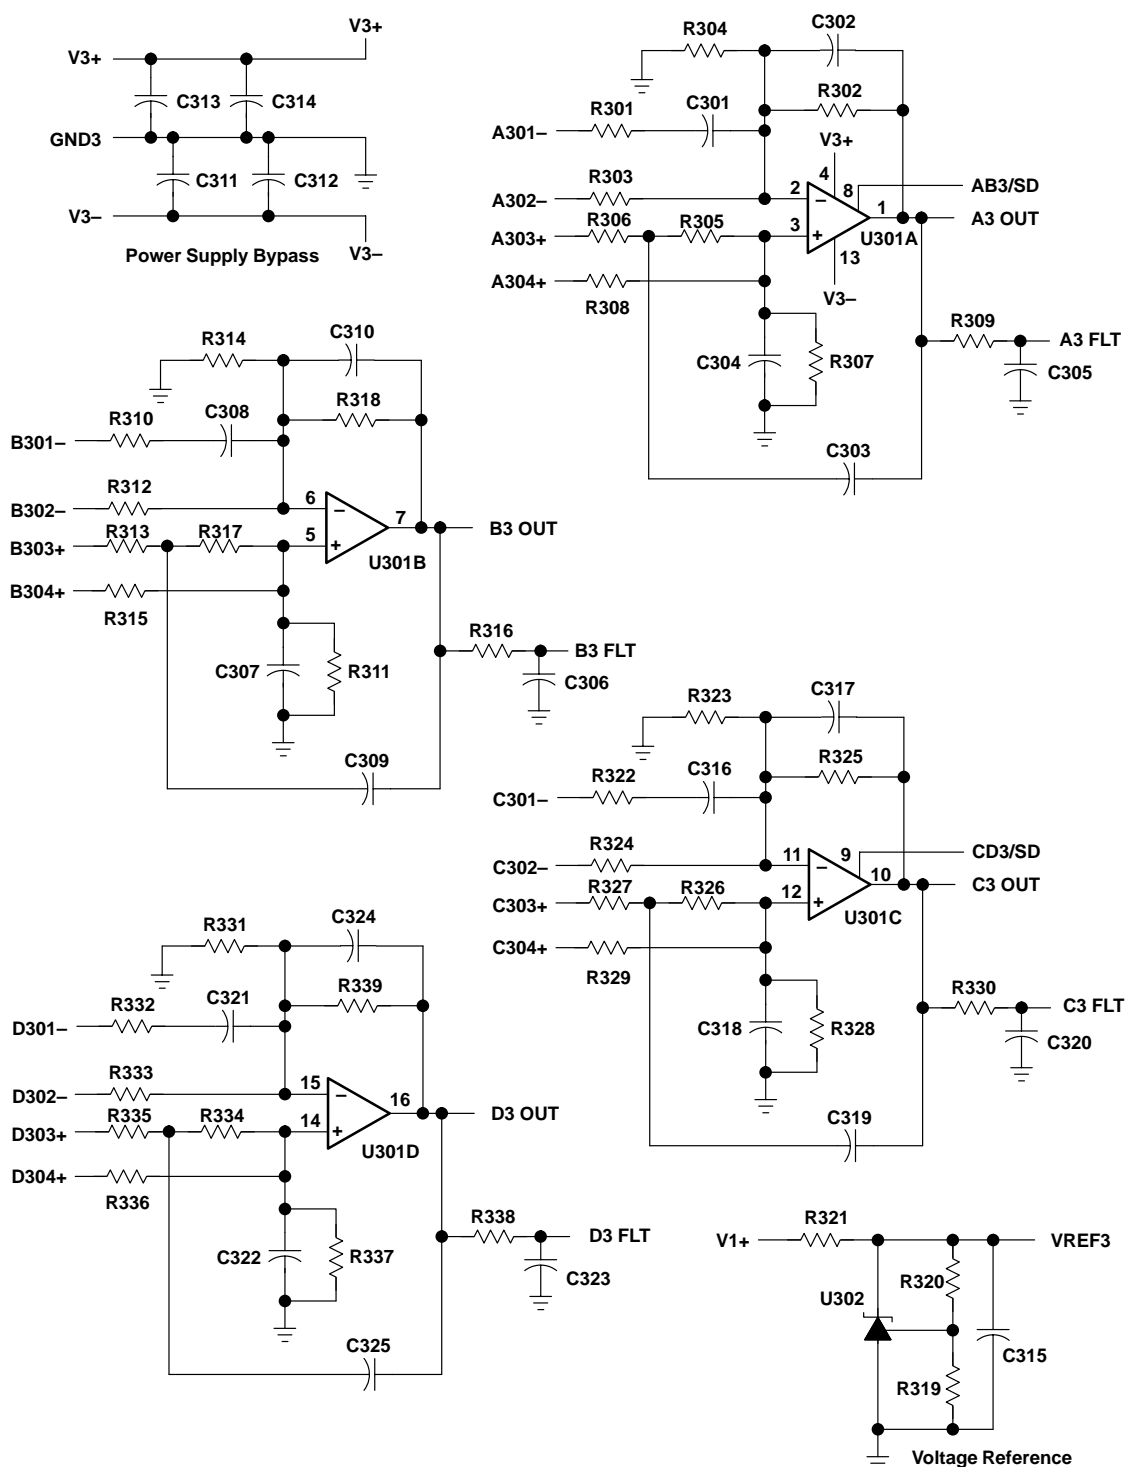 V3+
V3+
C313
C314
GND3
C311
C312
V3–
V3–
Power Supply Bypass
R304
C302
R301
C301
R302
A301–
V3+
R303
4
A302–
2
8
AB3/SD
–
1
A3 OUT
R306
R305
3
A303+
+
U301A
13
A304+
R308
V3–
R309
A3 FLT
C304
R307
C305
C303
R314
C310
R310
C308
R318
B301–
R312
6
B302–
–
7
B3 OUT
R313
R317
5
B303+
+
U301B
B304+
R315
R316
B3 FLT
C307
R311
C306
C309
R323
C317
R322
C316
R325
C301–
R324
11
9
CD3/SD
C302–
–
10
C3 OUT
R327
R326
12
C303+
+
U301C
C304+
R329
R330
C3 FLT
C318
R328
C320
C319
R331
C324
R332
C321
R339
D301–
R333
15
D302–
–
16
D3 OUT
R335
R334
14
D303+
+
U301D
D304+
R336
R338
D3 FLT
C322
R337
C323
C325
R321
V1+
VREF3
R320
U302
C315
R319
Voltage Reference